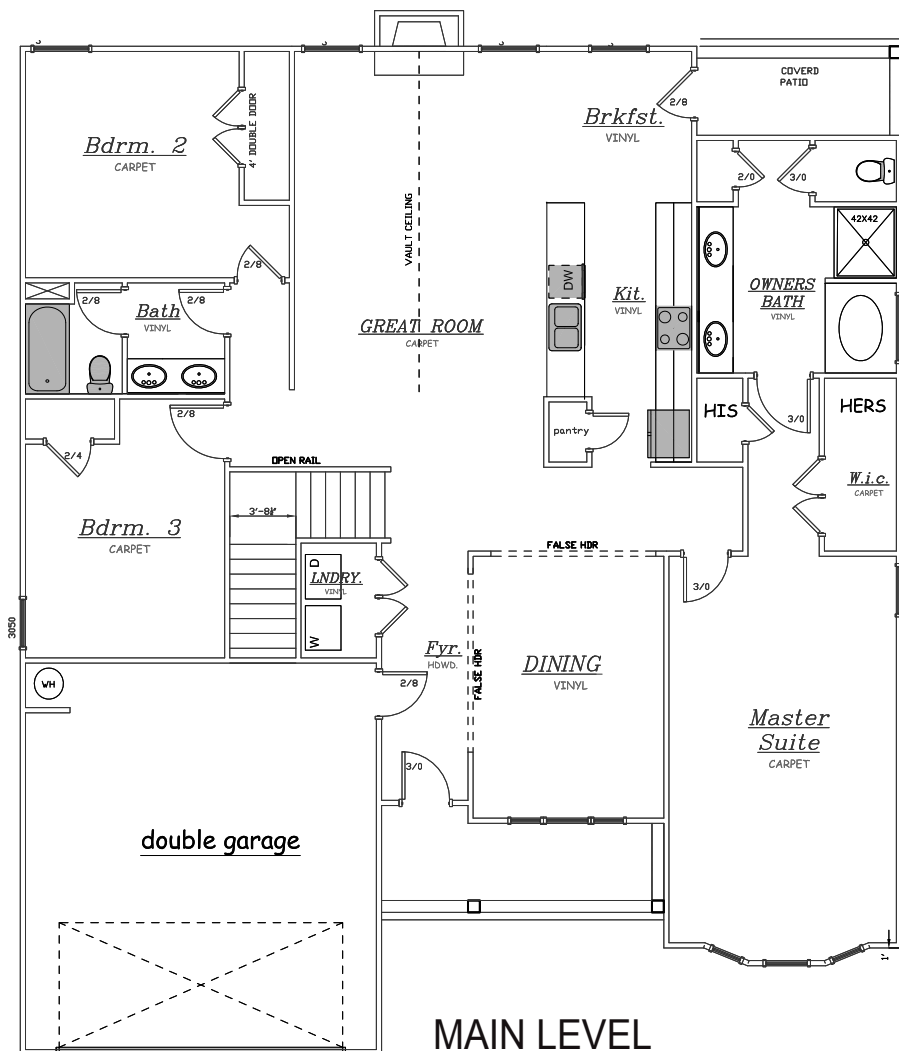 COVERD
PATIO
2/8
Brkfst.
VINYL
4' DOUBLE DOOR
Bdrm. 2
CARPET
2/0
3/0
42X42
VAULT CEILING
2/8
DW
OWNERS
BATH
VINYL
2/8
Bath
VINYL
2/8
Kit.
VINYL
GREAT ROOM
CARPET
HIS
3/0
HERS
2/8
pantry
2/4
OPEN RAIL
W.i.c.
CARPET
3'-8½"
Bdrm. 3
CARPET
FALSE HDR
D
LNDRY.
VINYL
3/0
W
3050
Fyr.
HDWD.
FALSE HDR
DINING
VINYL
WH
2/8
Master
Suite
CARPET
3/0
double garage
1'
MAIN LEVEL